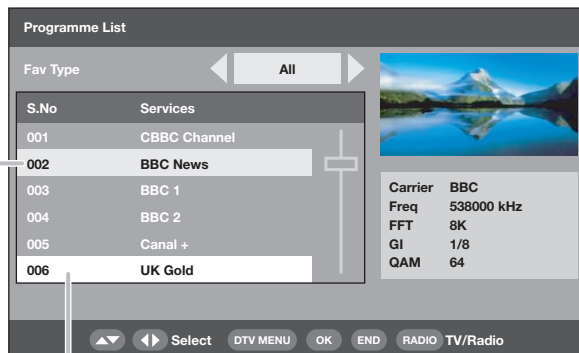 Programme List
Fav Type All
S.No Services
001 CBBC Channel
002 BBC News
003 BBC 1
004 BBC 2
005 Canal +
006 UK Gold
Carrier BBC
Freq 538000 kHz
FFT 8K
GI 1/8
QAM 64
Select DTV MENU OK END RADIO TV/Radio